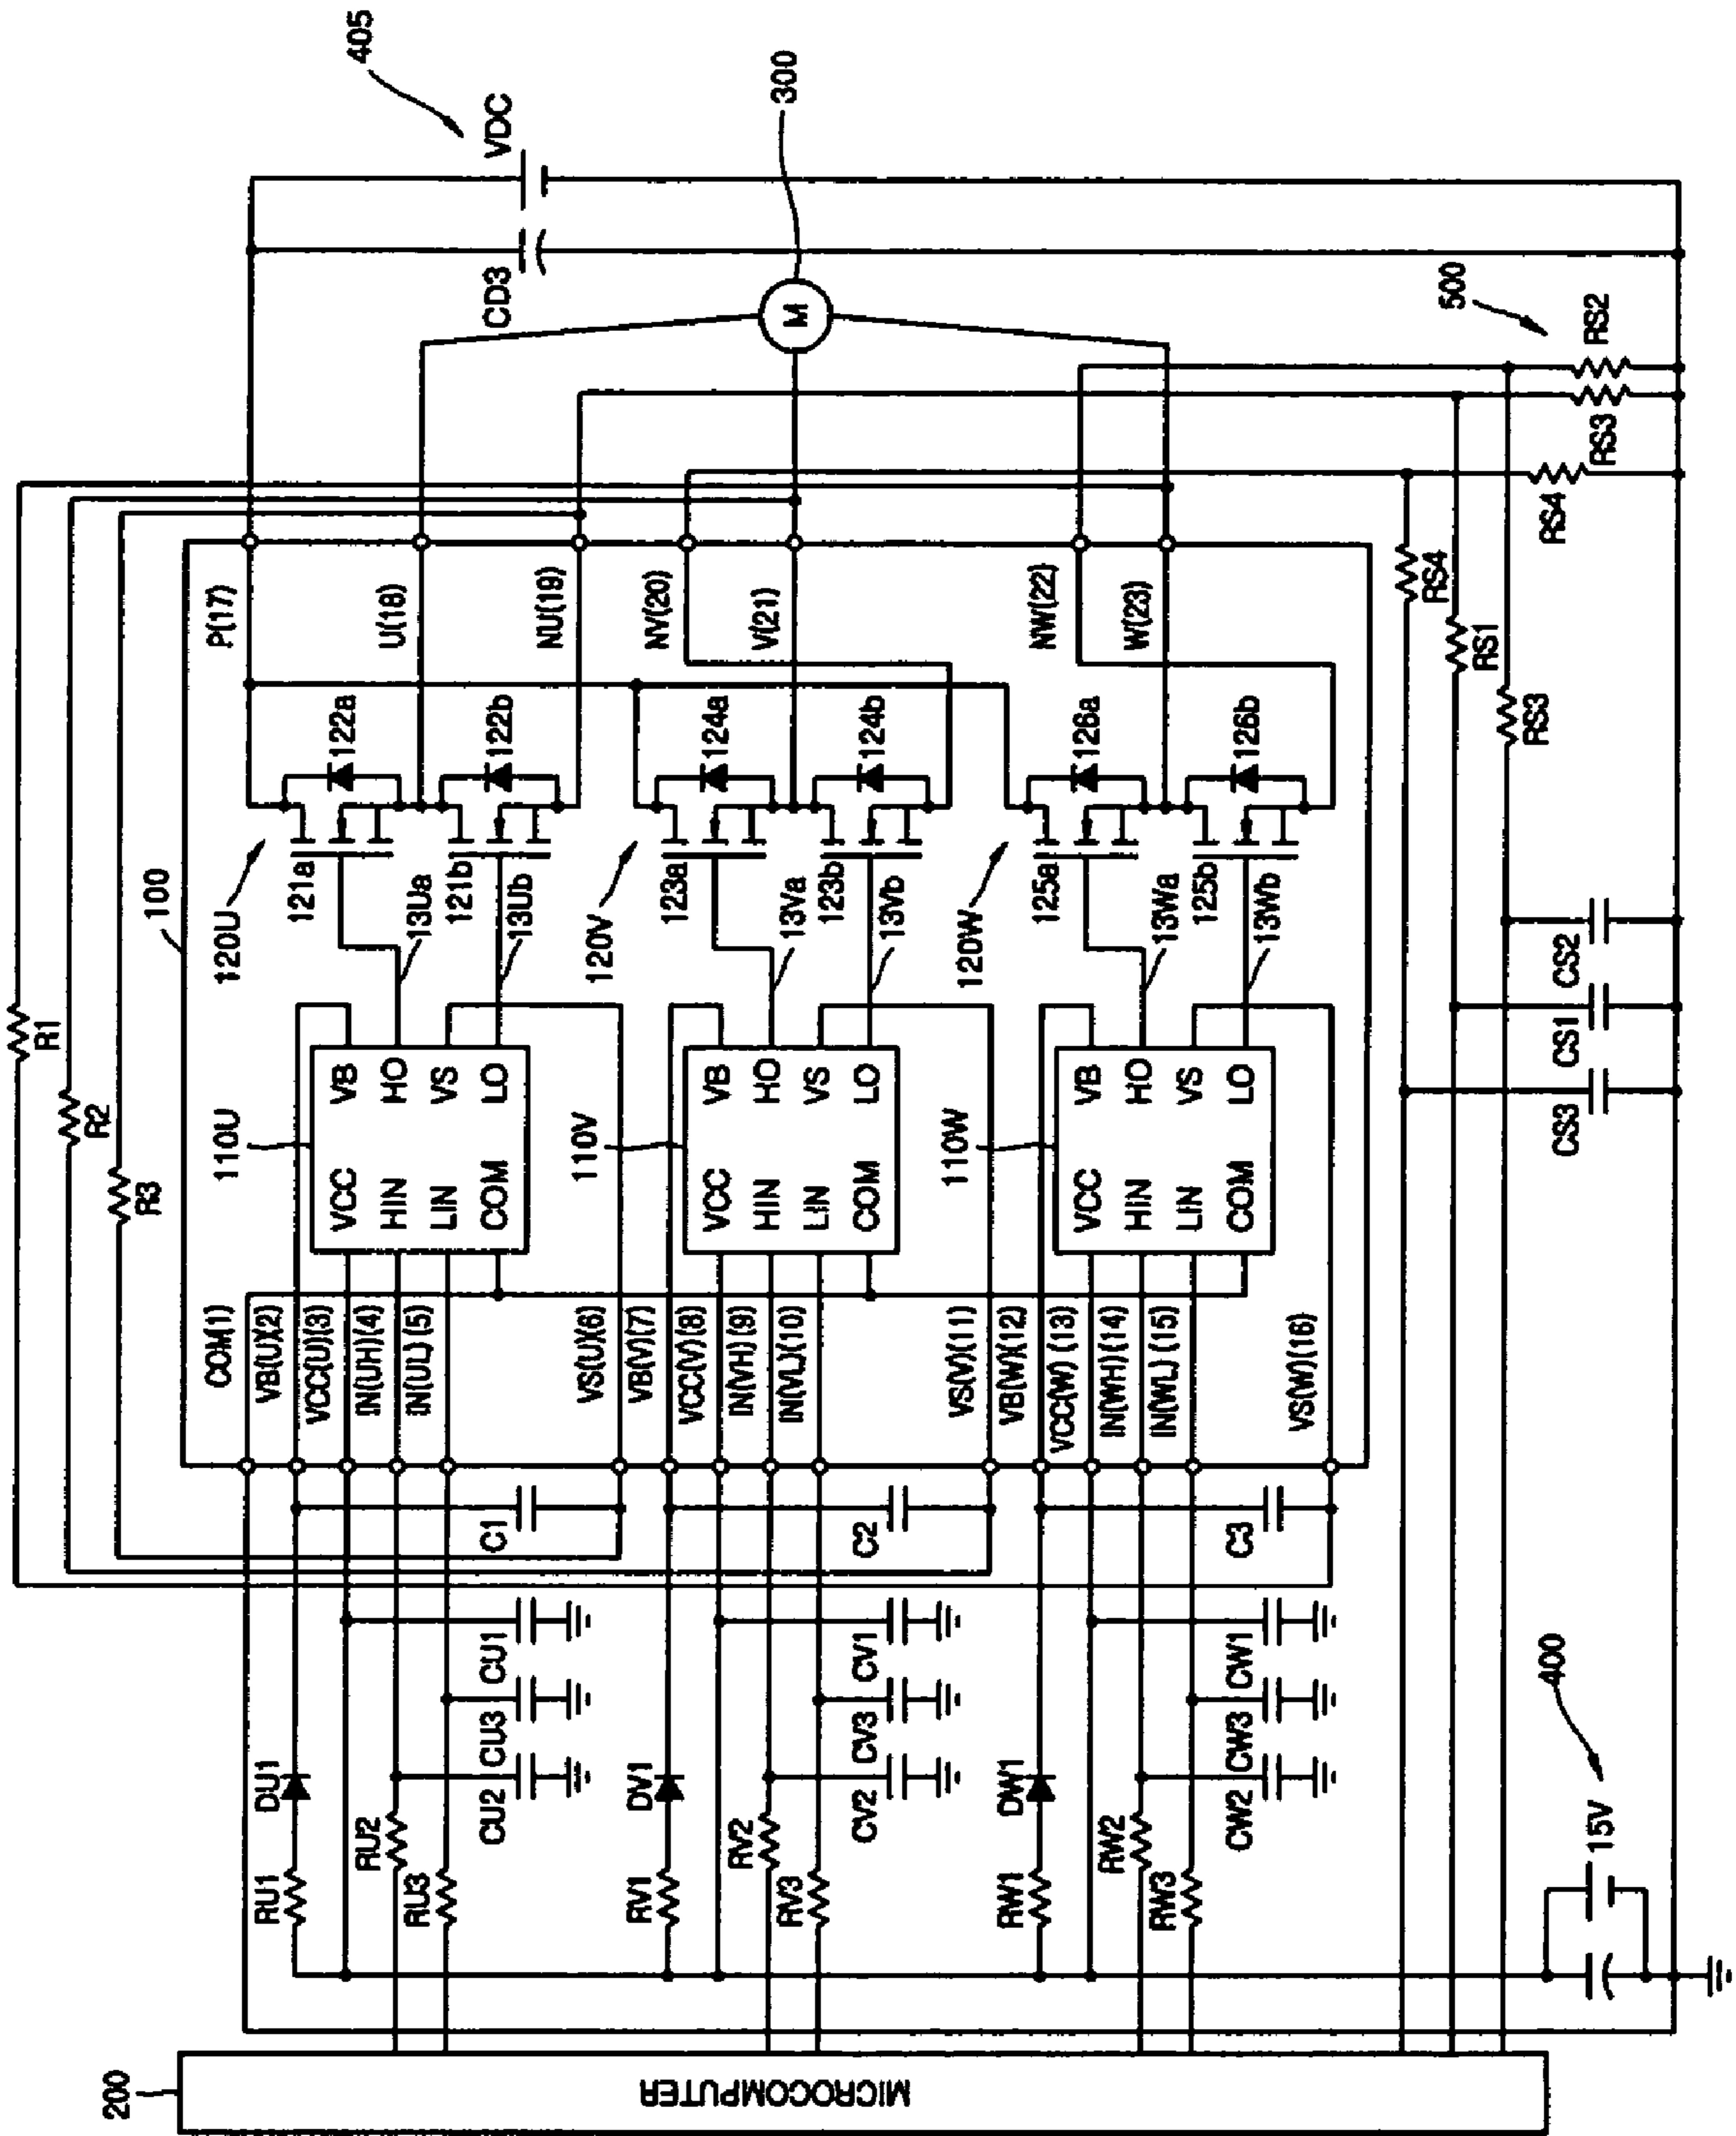 200
MICROCOMPUTER
RU1
DU1
RU2
RU3
CU2
CU3
CU1
C1
RV1
DV1
RV2
RV3
CV2
CV3
CV1
C2
RW1
DW1
RW2
RW3
CW2
CW3
CW1
C3
15V
400
R1
R2
R3
100
COM(1)
VB(U)(2)
VCC(U)(3)
IN(UH)(4)
IN(UL)(5)
VS(U)(6)
VB(V)(7)
VCC(V)(8)
IN(VH)(9)
IN(VL)(10)
VS(V)(11)
VB(W)(12)
VCC(W)(13)
IN(WH)(14)
IN(WL)(15)
VS(W)(16)
110U
VCC VB
HIN HO
LIN VS
COM LO
110V
VCC VB
HIN HO
LIN VS
COM LO
110W
VCC VB
HIN HO
LIN VS
COM LO
120U
121a
13Ua
121b
13Ub
122a
122b
120V
123a
13Va
123b
13Vb
124a
124b
120W
125a
13Wa
125b
13Wb
126a
126b
P(17)
U(18)
NU(19)
NV(20)
V(21)
NW(22)
W(23)
CS3
CS1
CS2
RS4
RS1
RS3
RS4
RS3
RS2
500
M
300
CD3
VDC
405